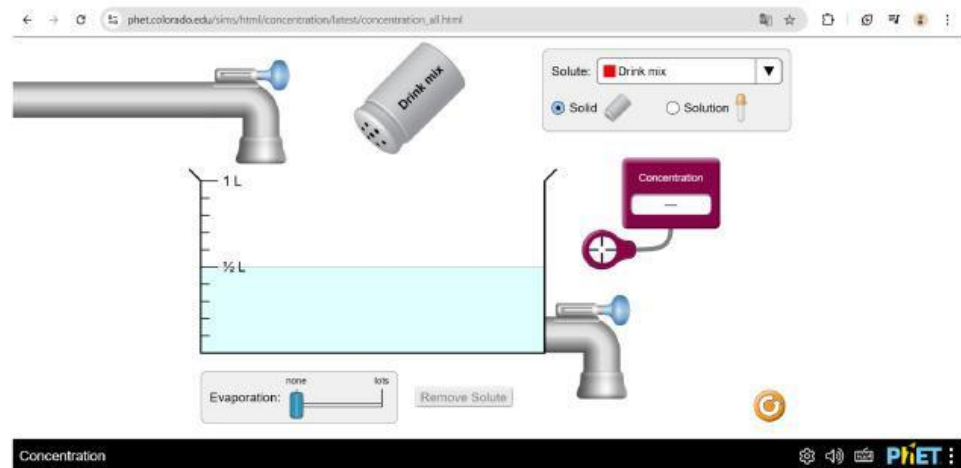 phet.colorado.edu/sims/html/concentration/latest/concentration_all.html
Drink mix
Solute: Drink mix
Solid Solution
Concentration
—
1 L
½ L
none lots
Evaporation:
Remove Solute
Concentration
PhET